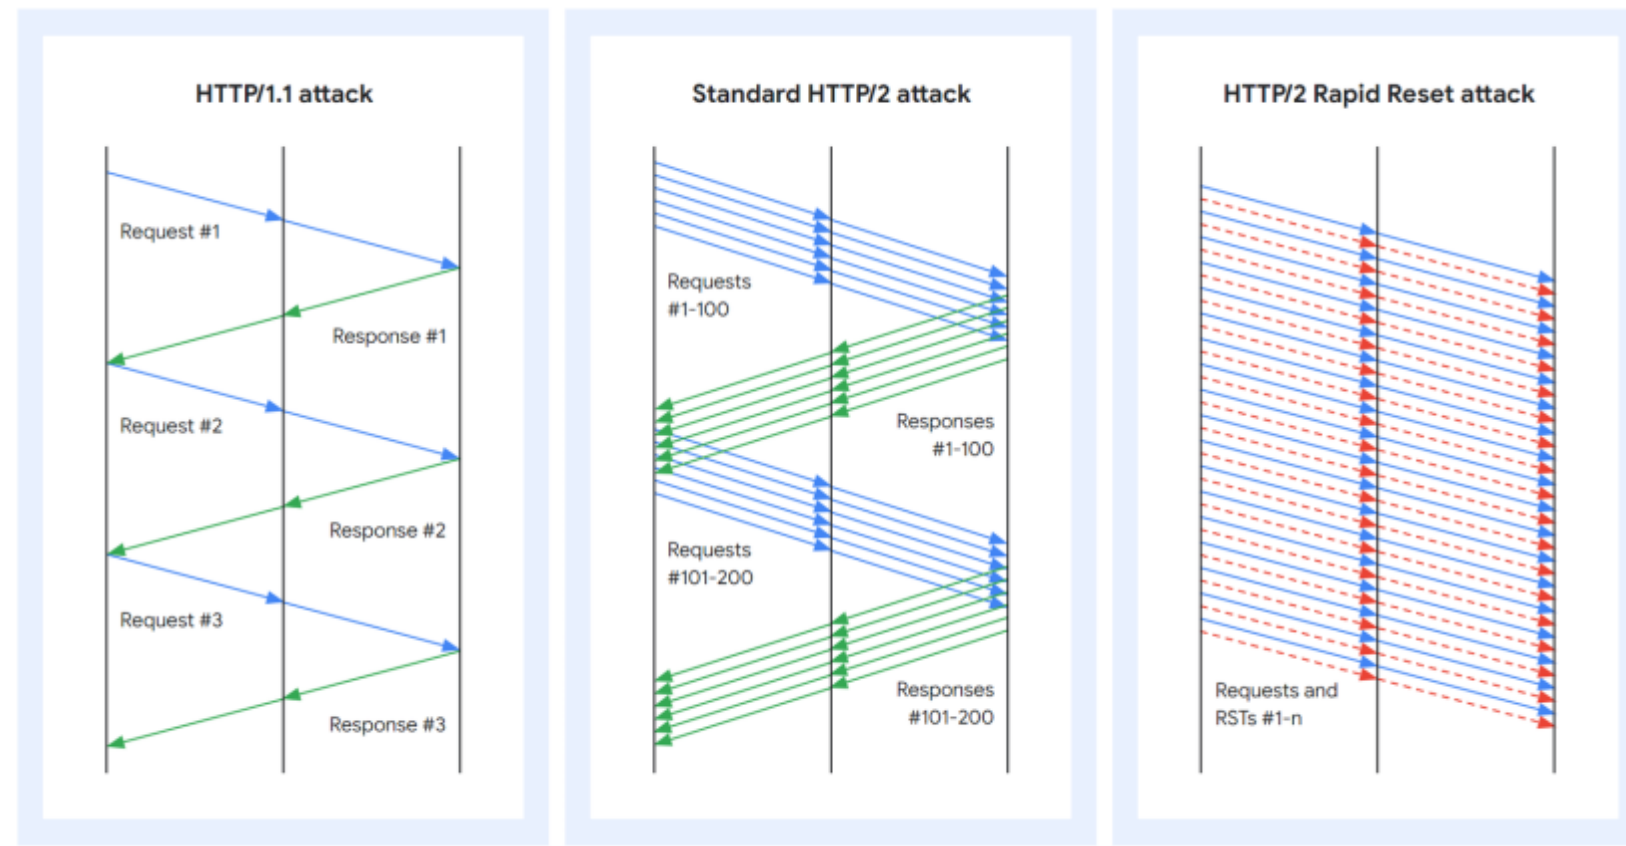 HTTP/1.1 attack
Request #1
Response #1
Request #2
Response #2
Request #3
Response #3
Standard HTTP/2 attack
Requests
#1-100
Responses
#1-100
Requests
#101-200
Responses
#101-200
HTTP/2 Rapid Reset attack
Requests and
RSTs #1-n